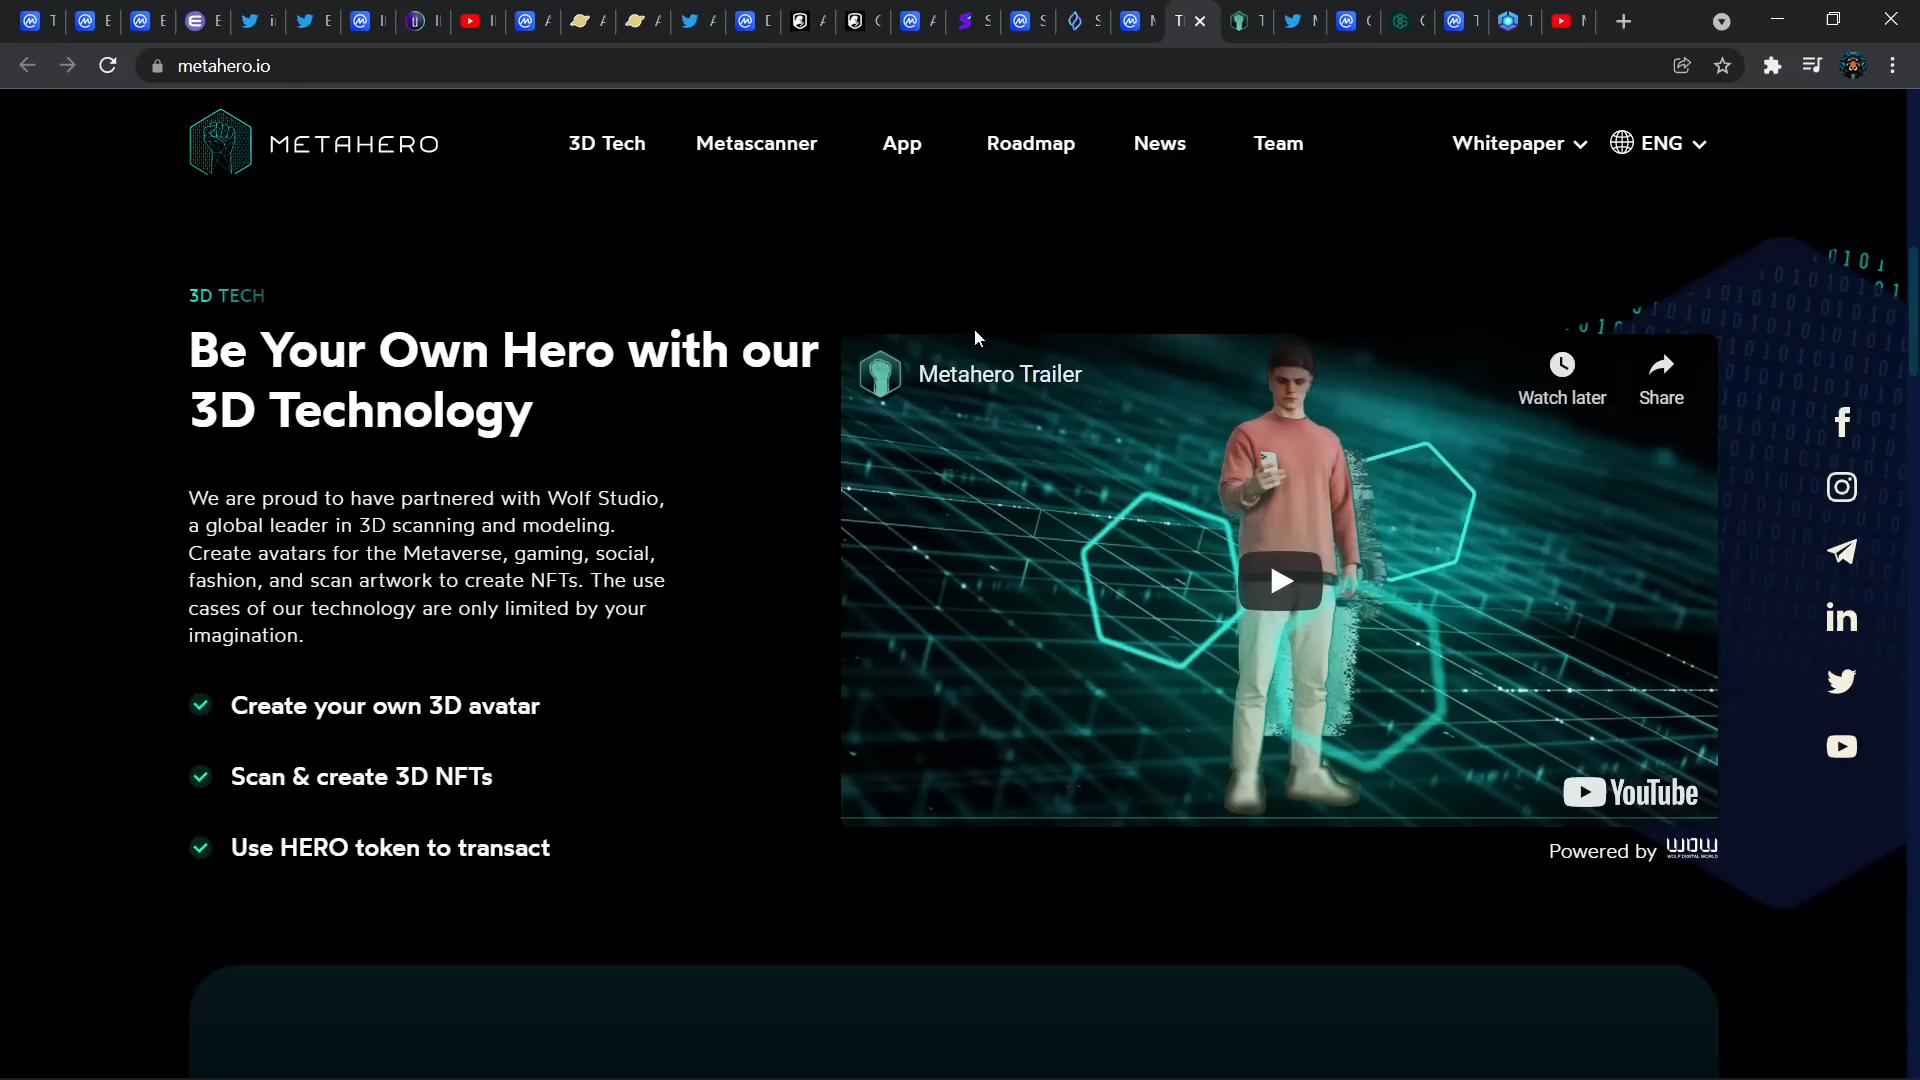 metahero.io
METAHERO
3D Tech
Metascanner
App
Roadmap
News
Team
Whitepaper
ENG
3D TECH
Be Your Own Hero with our
3D Technology
We are proud to have partnered with Wolf Studio,
a global leader in 3D scanning and modeling.
Create avatars for the Metaverse, gaming, social,
fashion, and scan artwork to create NFTs. The use
cases of our technology are only limited by your
imagination.
Create your own 3D avatar
Scan & create 3D NFTs
Use HERO token to transact
Metahero Trailer
Watch later
Share
YouTube
Powered by WDW
WOLF DIGITAL WORLD